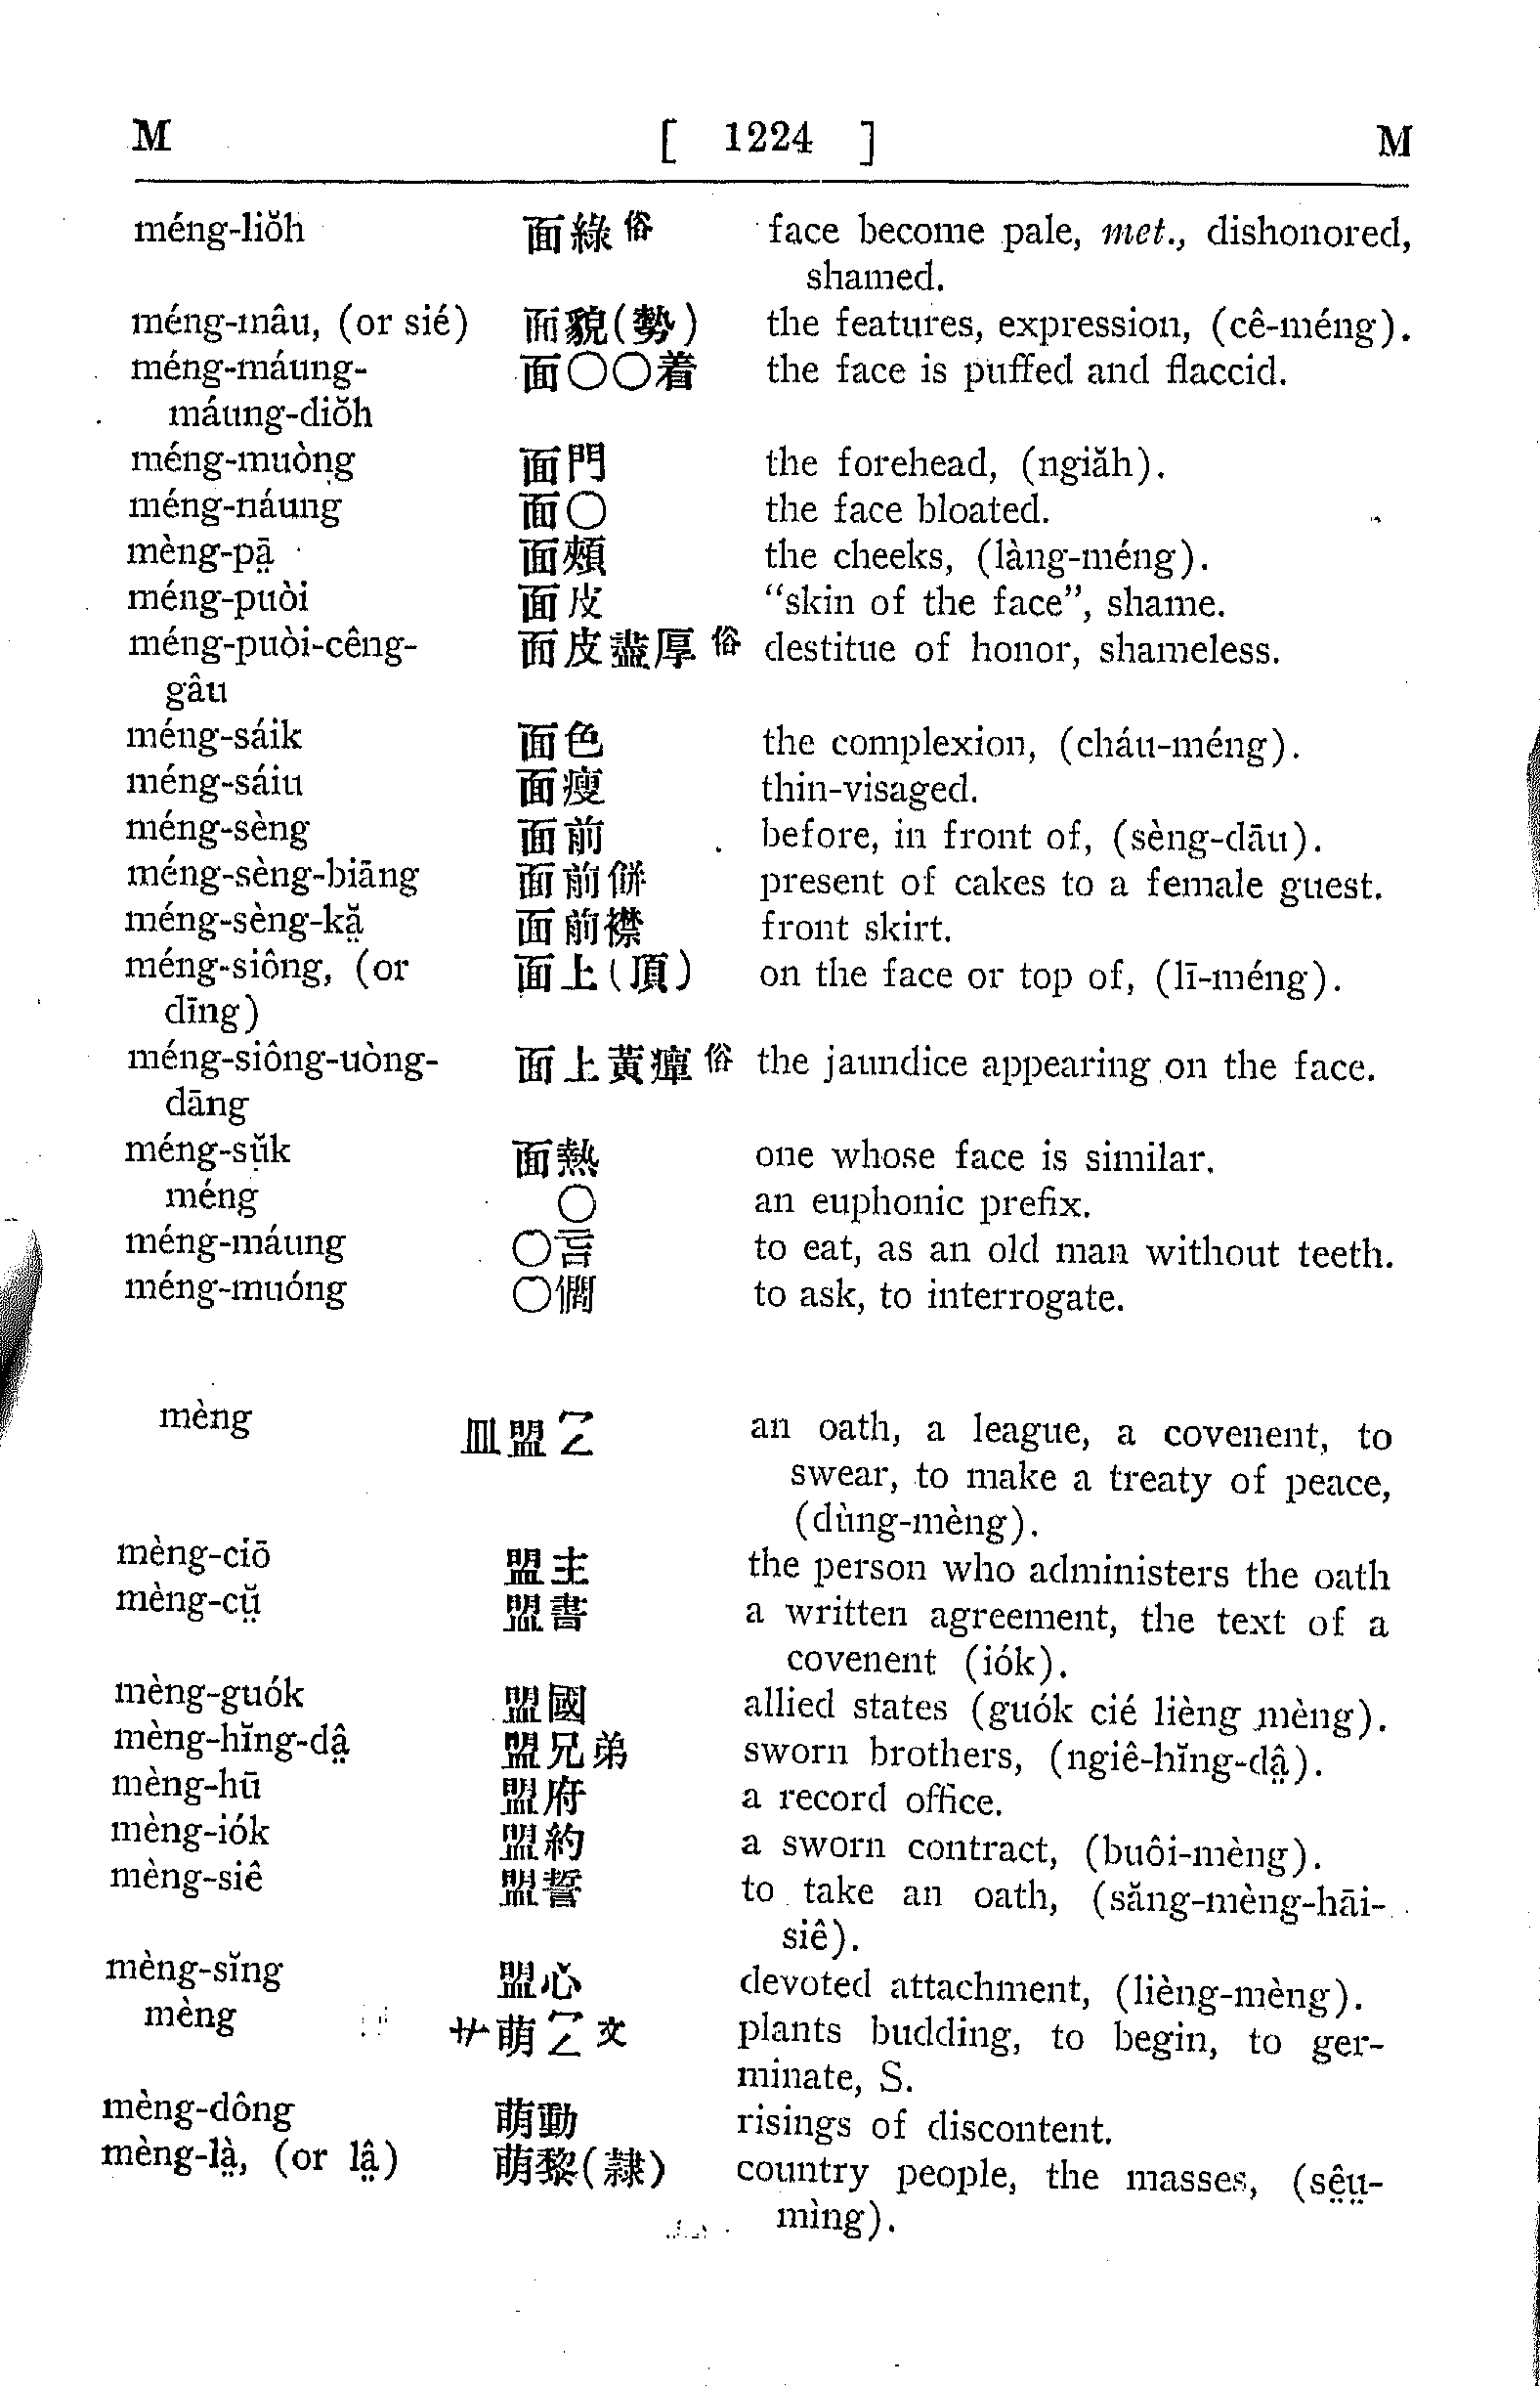 M [ 1224 ] M
méng-liŏh 面綠俗 face become pale, met., dishonored,
shamed.
méng-mâu, (or sié) 面貌(勢) the features, expression, (cê-méng).
méng-máung- 面〇〇着 the face is puffed and flaccid.
máung-diŏh
méng-muòng 面門 the forehead, (ngiăh).
méng-náung 面〇 the face bloated.
mèng-pā̤ 面頰 the cheeks, (làng-méng).
méng-puòi 面皮 “skin of the face”, shame.
méng-puòi-cêng- 面皮盡厚俗 destitue of honor, shameless.
gâu
méng-sáik 面色 the complexion, (cháu-méng).
méng-sáiu 面瘦 thin-visaged.
méng-sèng 面前 before, in front of, (sèng-dāu).
méng-sèng-biāng 面前餅 present of cakes to a female guest.
méng-sèng-kă̤ 面前襟 front skirt.
méng-siông, (or 面上(頂) on the face or top of, (lī-méng).
dīng)
méng-siông-uòng- 面上黃癉俗 the jaundice appearing on the face.
dāng
méng-sṳ̆k 面熱 one whose face is similar.
méng 〇 an euphonic prefix.
méng-máung 〇 to eat, as an old man without teeth.
méng-muóng 〇 to ask, to interrogate.
mèng 皿盟 an oath, a league, a covenent, to
swear, to make a treaty of peace,
(dùng-mèng).
mèng-ciō 盟主 the person who administers the oath
mèng-cṳ̆ 盟書 a written agreement, the text of a
covenent (iók).
mèng-guók 盟國 allied states (guók cié lièng mèng).
mèng-hĭng-dâ̤ 盟兄弟 sworn brothers, (ngiê-hĭng-dâ̤).
mèng-hū 盟府 a record office.
mèng-iók 盟約 a sworn contract, (buôi-mèng).
mèng-siê 盟誓 to take an oath, (săng-mèng-hāi-
siê).
mèng-sĭng 盟心 devoted attachment, (lièng-mèng).
mèng 艹萌 文 plants budding, to begin, to ger-
minate, S.
mèng-dông 萌動 risings of discontent.
mèng-là̤, (or lâ̤) 萌黎(隸) country people, the masses, (sê̤ṳ-
mìng).